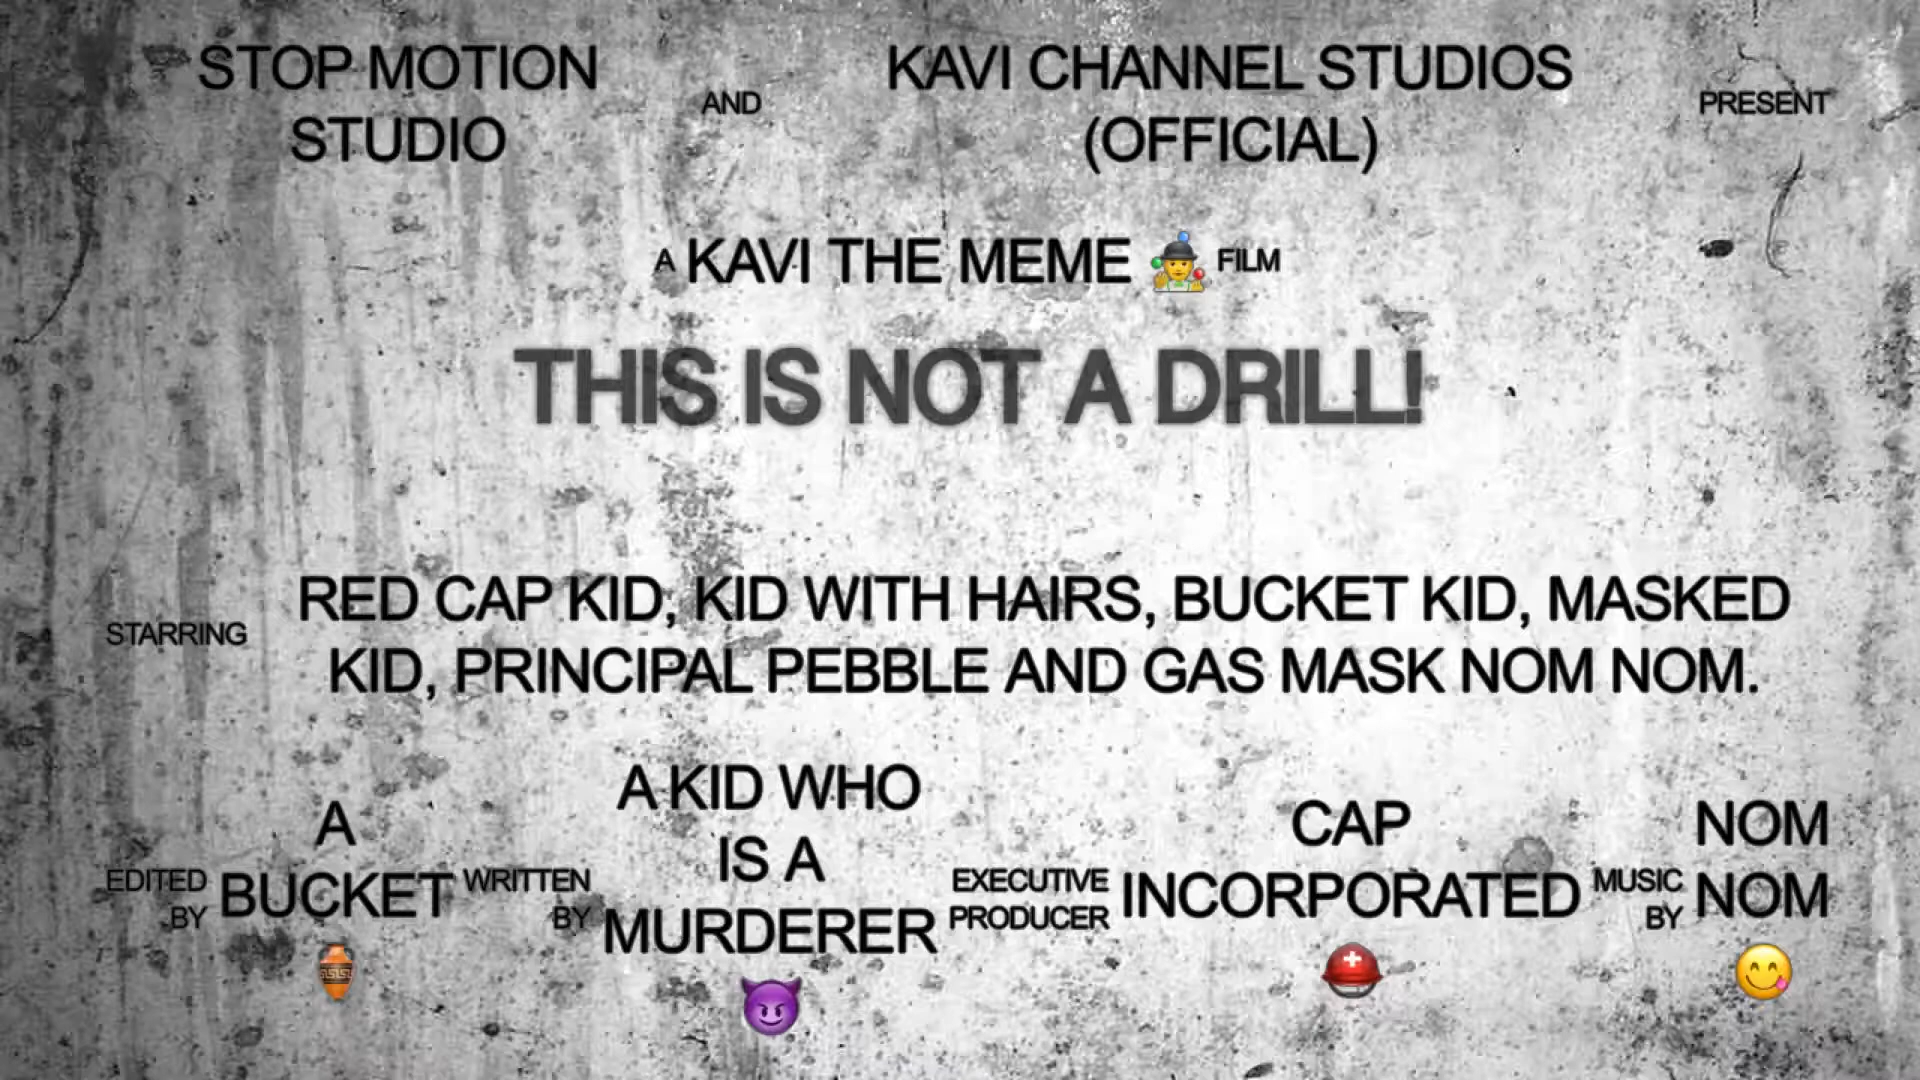 STOP MOTION
STUDIO
AND
KAVI CHANNEL STUDIOS
(OFFICIAL)
PRESENT
A KAVI THE MEME 🤹 FILM
THIS IS NOT A DRILL!
STARRING
RED CAP KID, KID WITH HAIRS, BUCKET KID, MASKED
KID, PRINCIPAL PEBBLE AND GAS MASK NOM NOM.
EDITED
BY
A
BUCKET
🏺
WRITTEN
BY
A KID WHO
IS A
MURDERER
😈
EXECUTIVE
PRODUCER
CAP
INCORPORATED
⛑
MUSIC
BY
NOM
NOM
😋